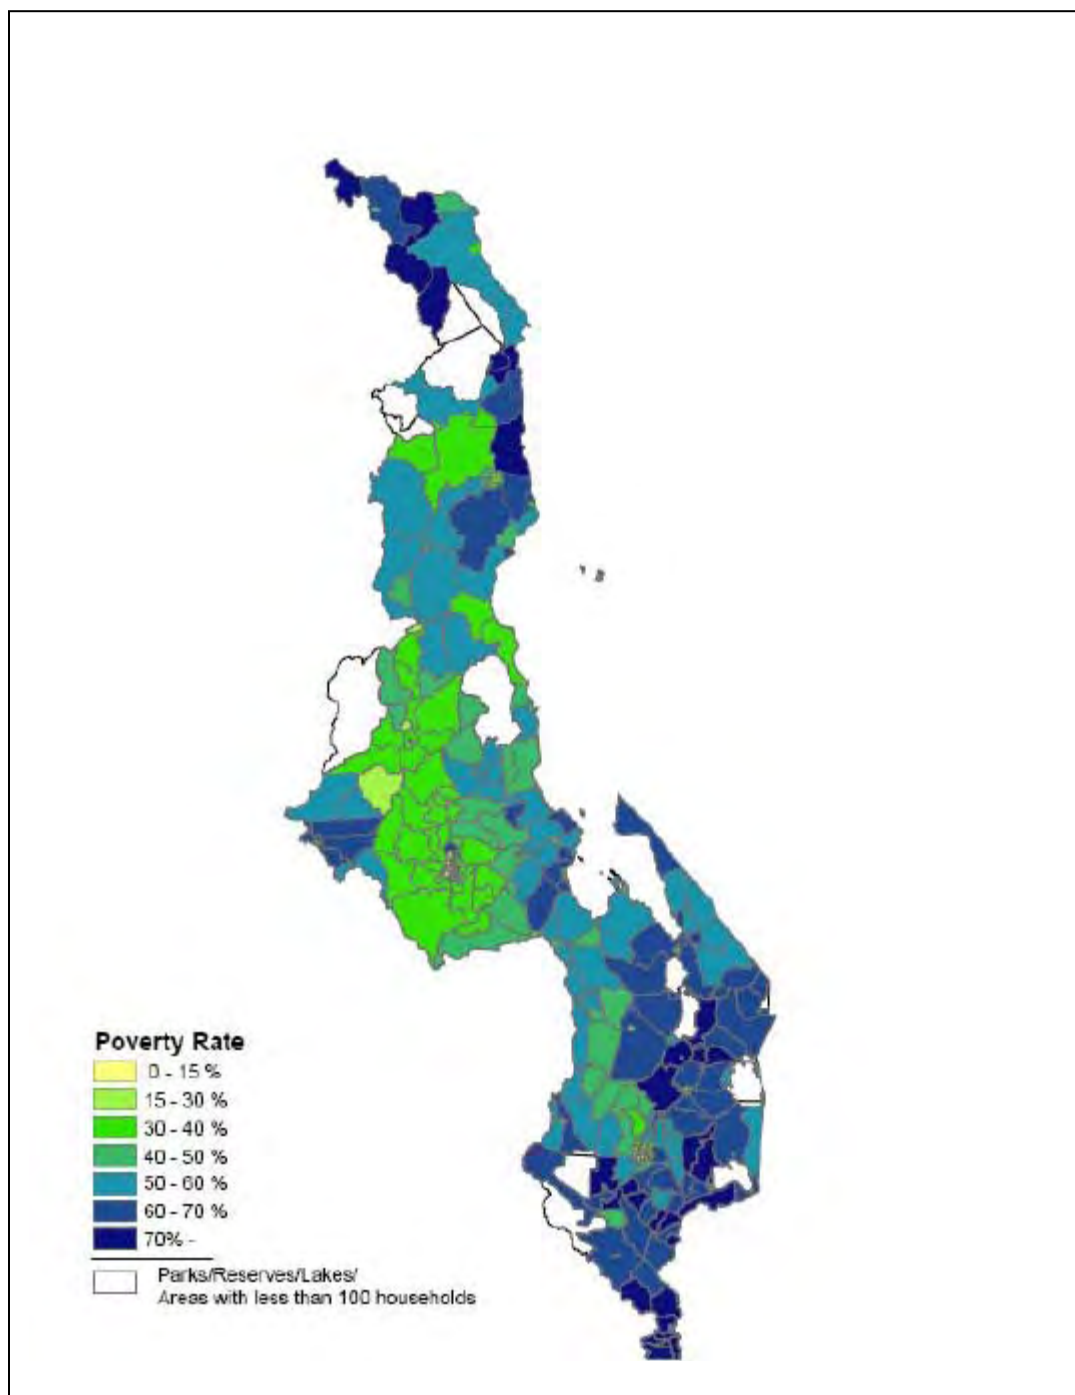 Poverty Rate
0 - 15 %
15 - 30 %
30 - 40 %
40 - 50 %
50 - 60 %
60 - 70 %
70% -
Parks/Reserves/Lakes/
Areas with less than 100 households